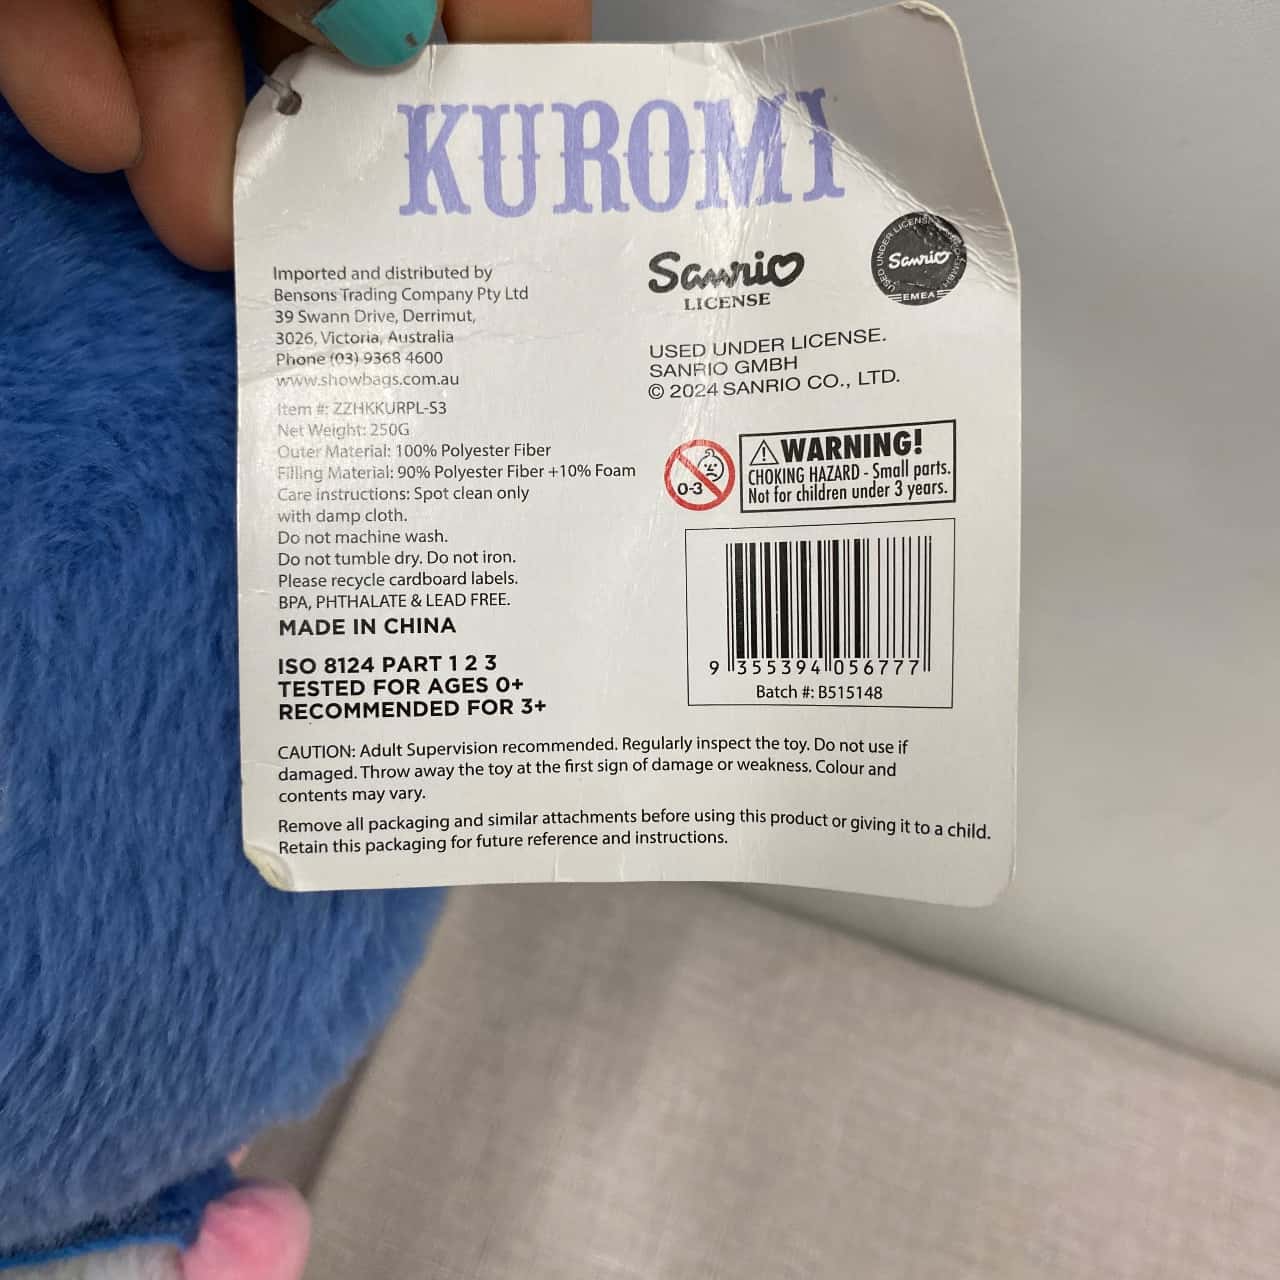 KUROMI
Imported and distributed by
Bensons Trading Company Pty Ltd
39 Swann Drive, Derrimut,
3026, Victoria, Australia
Phone (03) 9368 4600
www.showbags.com.au
Item #: ZZHKKURPL-S3
Net Weight: 250G
Outer Material: 100% Polyester Fiber
Filling Material: 90% Polyester Fiber +10% Foam
Care instructions: Spot clean only
with damp cloth.
Do not machine wash.
Do not tumble dry. Do not iron.
Please recycle cardboard labels.
BPA, PHTHALATE & LEAD FREE.
MADE IN CHINA
ISO 8124 PART 1 2 3
TESTED FOR AGES 0+
RECOMMENDED FOR 3+
Sanrio
LICENSE
USED UNDER LICENSE
Sanrio
EMEA
USED UNDER LICENSE.
SANRIO GMBH
© 2024 SANRIO CO., LTD.
0-3
WARNING!
CHOKING HAZARD - Small parts.
Not for children under 3 years.
9 355394 056777
Batch #: B515148
CAUTION: Adult Supervision recommended. Regularly inspect the toy. Do not use if
damaged. Throw away the toy at the first sign of damage or weakness. Colour and
contents may vary.
Remove all packaging and similar attachments before using this product or giving it to a child.
Retain this packaging for future reference and instructions.